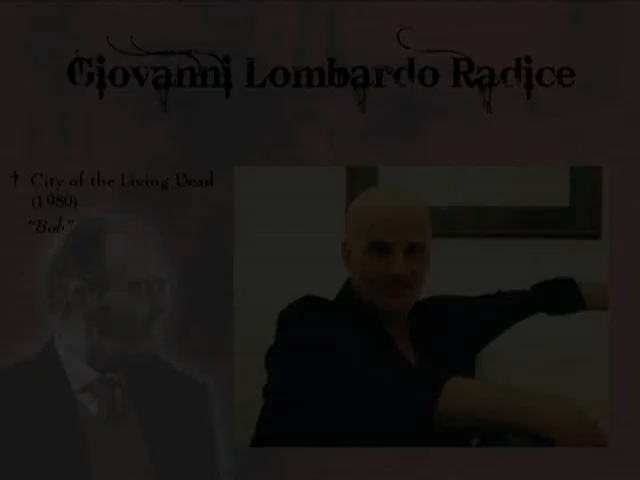 Giovanni Lombardo Radice
† City of the Living Dead
(1980)
"Bob"